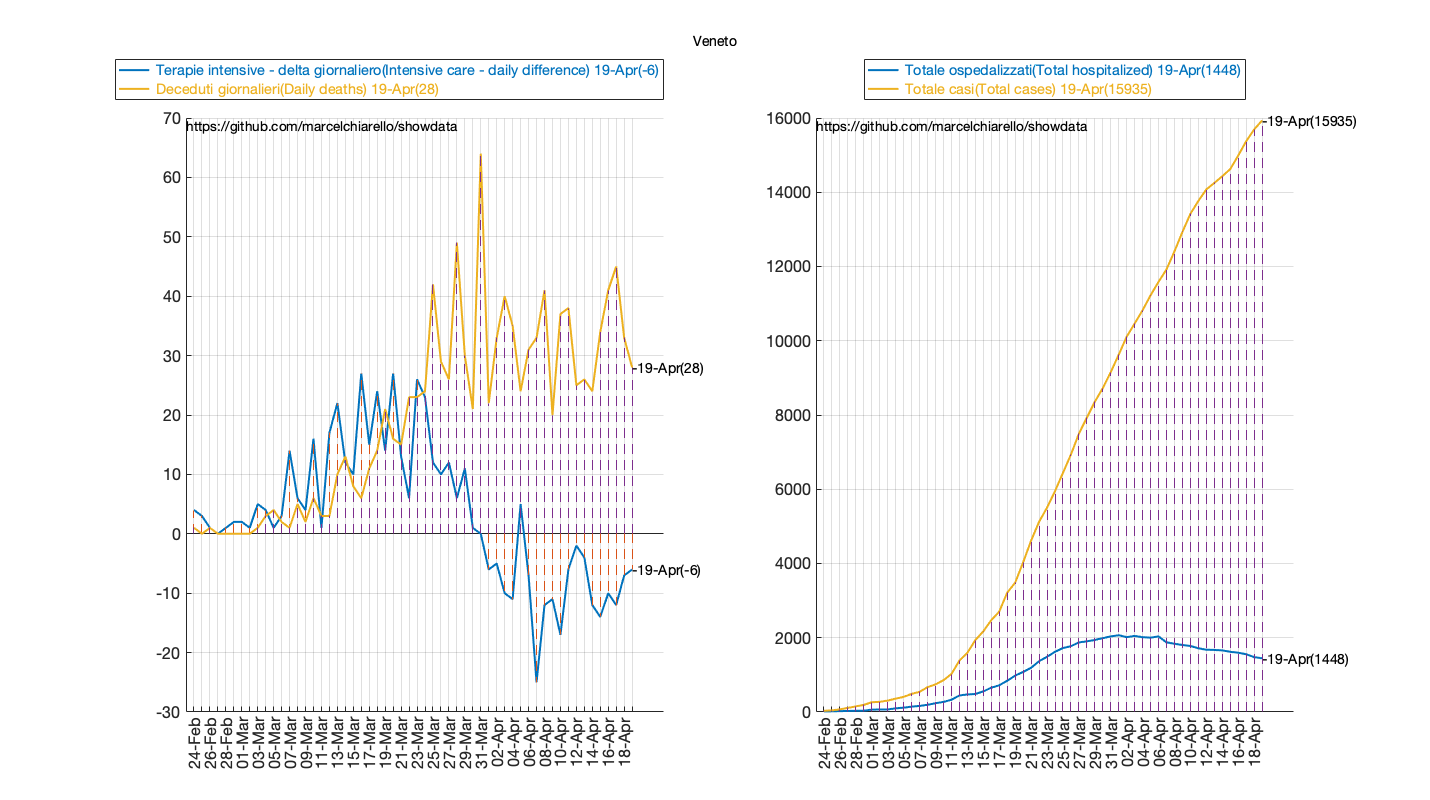 Veneto
Terapie intensive - delta giornaliero(Intensive care - daily difference) 19-Apr(-6)
Deceduti giornalieri(Daily deaths) 19-Apr(28)
https://github.com/marcelchiarello/showdata
70
60
50
40
30
20
10
0
-10
-20
-30
19-Apr(28)
19-Apr(-6)
24-Feb
26-Feb
28-Feb
01-Mar
03-Mar
05-Mar
07-Mar
09-Mar
11-Mar
13-Mar
15-Mar
17-Mar
19-Mar
21-Mar
23-Mar
25-Mar
27-Mar
29-Mar
31-Mar
02-Apr
04-Apr
06-Apr
08-Apr
10-Apr
12-Apr
14-Apr
16-Apr
18-Apr
Totale ospedalizzati(Total hospitalized) 19-Apr(1448)
Totale casi(Total cases) 19-Apr(15935)
https://github.com/marcelchiarello/showdata
16000
14000
12000
10000
8000
6000
4000
2000
0
19-Apr(15935)
19-Apr(1448)
24-Feb
26-Feb
28-Feb
01-Mar
03-Mar
05-Mar
07-Mar
09-Mar
11-Mar
13-Mar
15-Mar
17-Mar
19-Mar
21-Mar
23-Mar
25-Mar
27-Mar
29-Mar
31-Mar
02-Apr
04-Apr
06-Apr
08-Apr
10-Apr
12-Apr
14-Apr
16-Apr
18-Apr